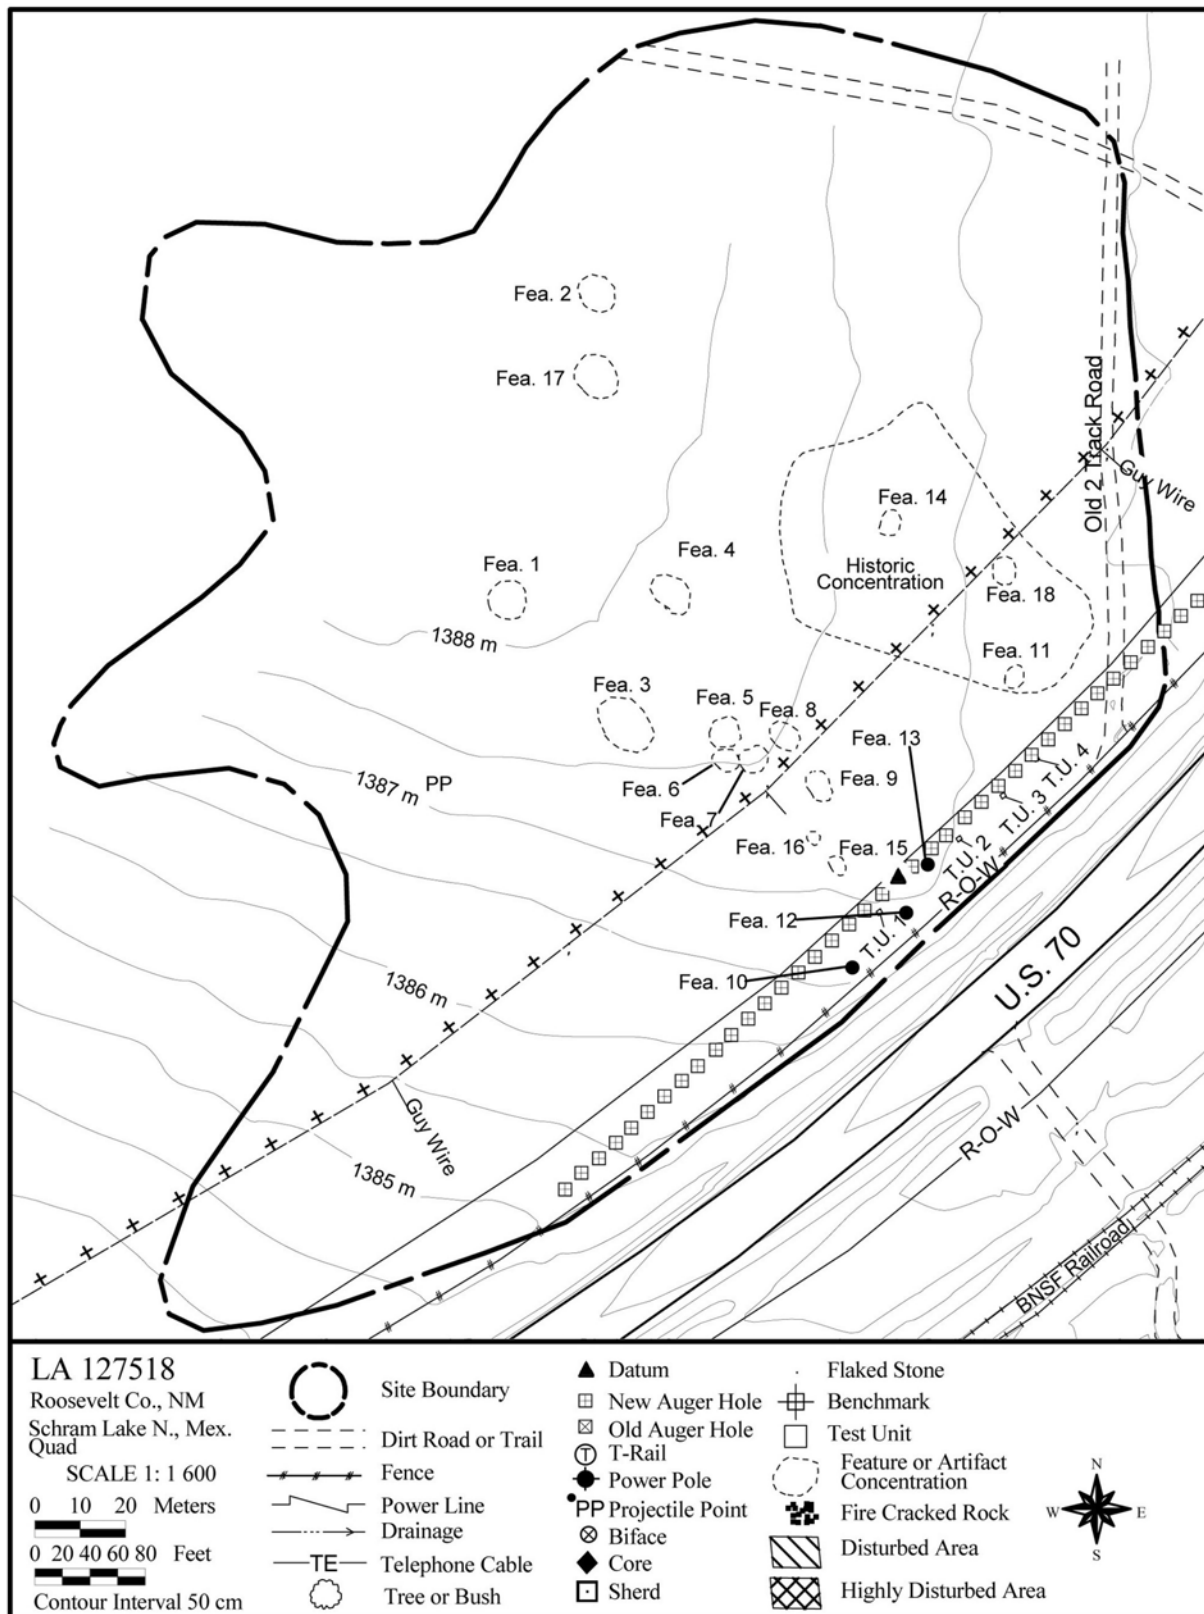 Fea. 2
Fea. 17
Old 2 Track Road
Guy Wire
Fea. 14
Fea. 4
Fea. 1
Historic
Concentration
Fea. 18
1388 m
Fea. 11
Fea. 3
Fea. 5
Fea. 8
Fea. 13
1387 m
PP
Fea. 6
Fea. 9
Fea. 7
T.U. 4
T.U. 3
Fea. 16
Fea. 15
T.U. 2
R-O-W
Fea. 12
T.U. 1
Fea. 10
1386 m
U.S. 70
Guy Wire
R-O-W
1385 m
BNSF Railroad
LA 127518
Roosevelt Co., NM
Schram Lake N., Mex.
Quad
SCALE 1: 1 600
0 10 20 Meters
0 20 40 60 80 Feet
Contour Interval 50 cm
Site Boundary
Dirt Road or Trail
Fence
Power Line
Drainage
TE Telephone Cable
Tree or Bush
Datum
New Auger Hole
Old Auger Hole
T T-Rail
Power Pole
PP Projectile Point
Biface
Core
Sherd
Flaked Stone
Benchmark
Test Unit
Feature or Artifact
Concentration
Fire Cracked Rock
Disturbed Area
Highly Disturbed Area
N
W E
S